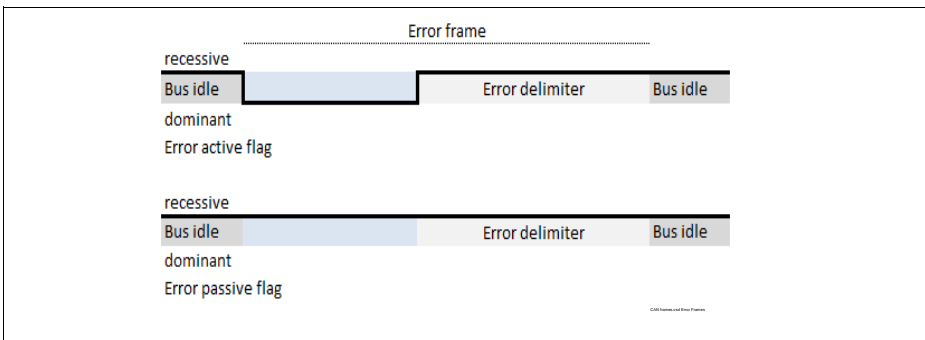 Error frame
recessive
Bus idle Error delimiter Bus idle
dominant
Error active flag
recessive
Bus idle Error delimiter Bus idle
dominant
Error passive flag